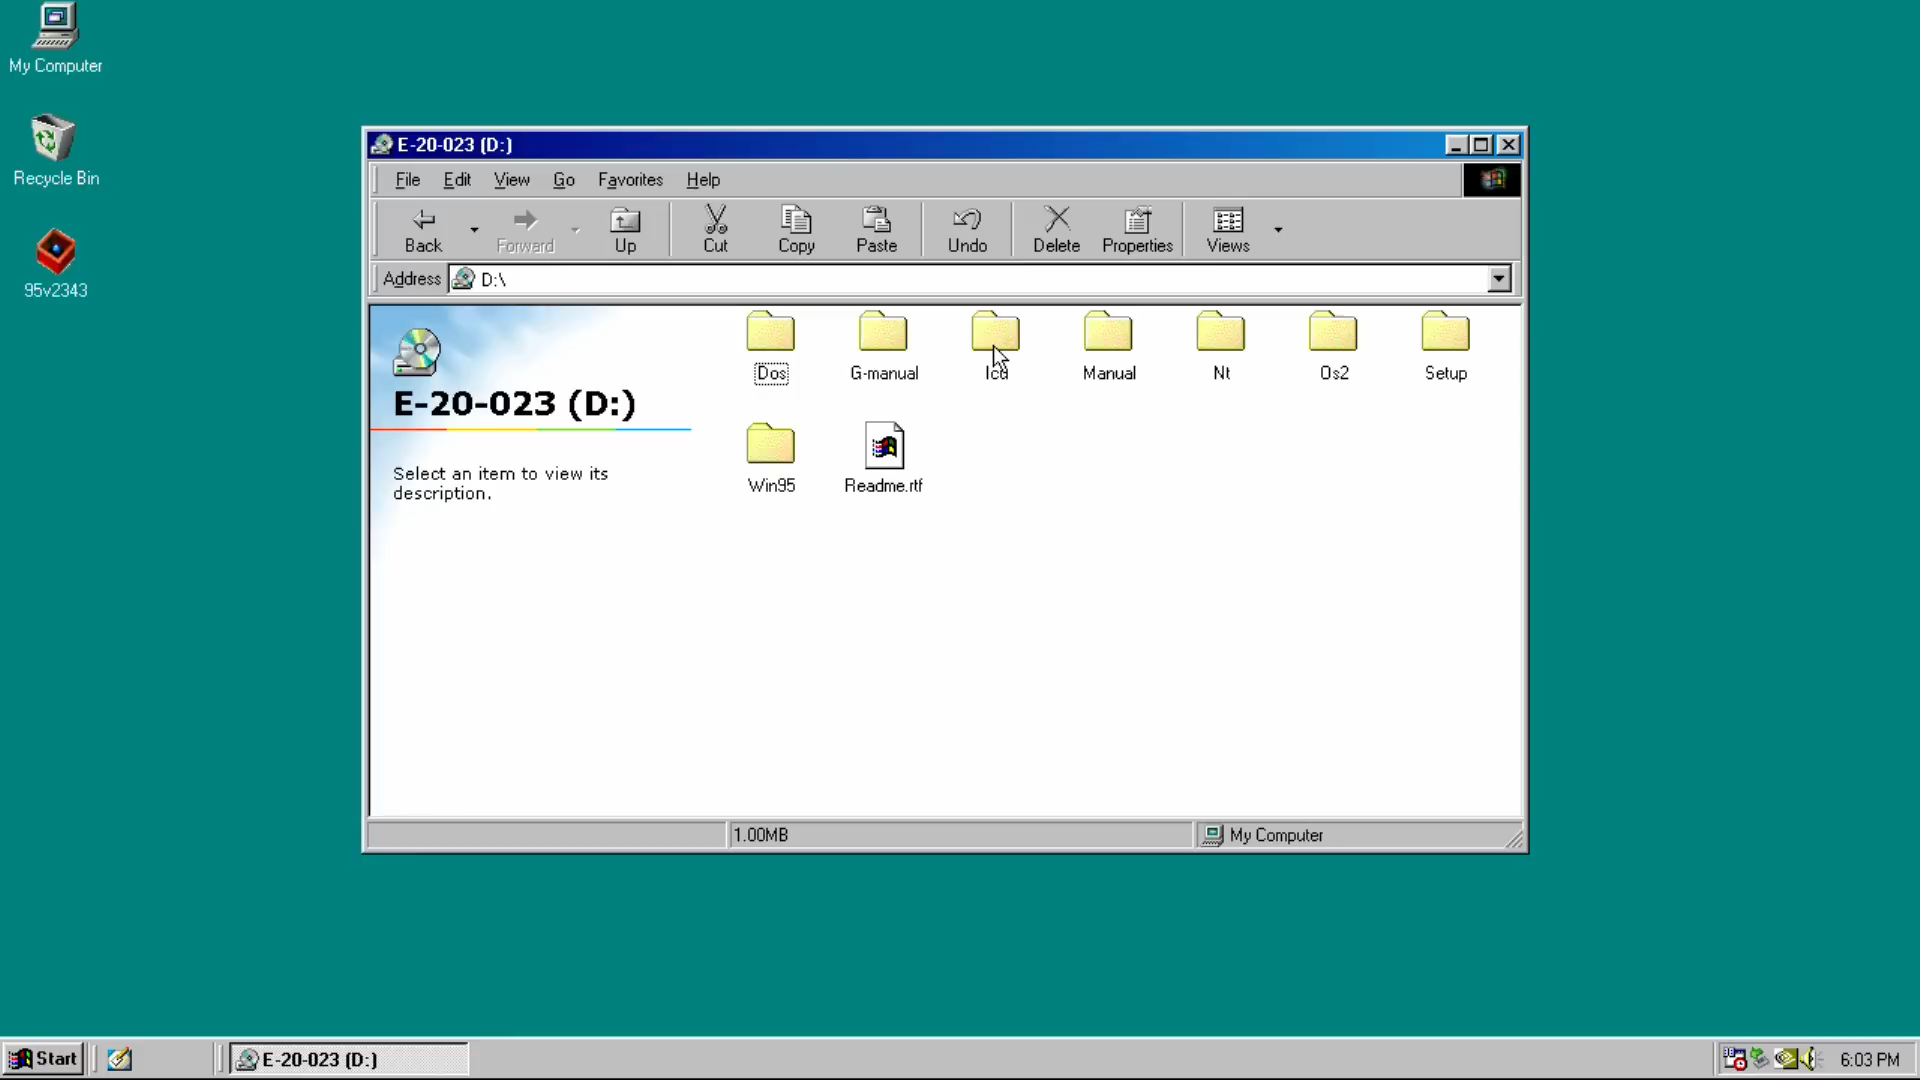 My Computer
Recycle Bin
95v2343
E-20-023 (D:)
File Edit View Go Favorites Help
Back Forward Up Cut Copy Paste Undo Delete Properties Views
Address D:\
E-20-023 (D:)
Select an item to view its
description.
Dos G-manual Icd Manual Nt Os2 Setup
Win95 Readme.rtf
1.00MB My Computer
Start E-20-023 (D:) 6:03 PM